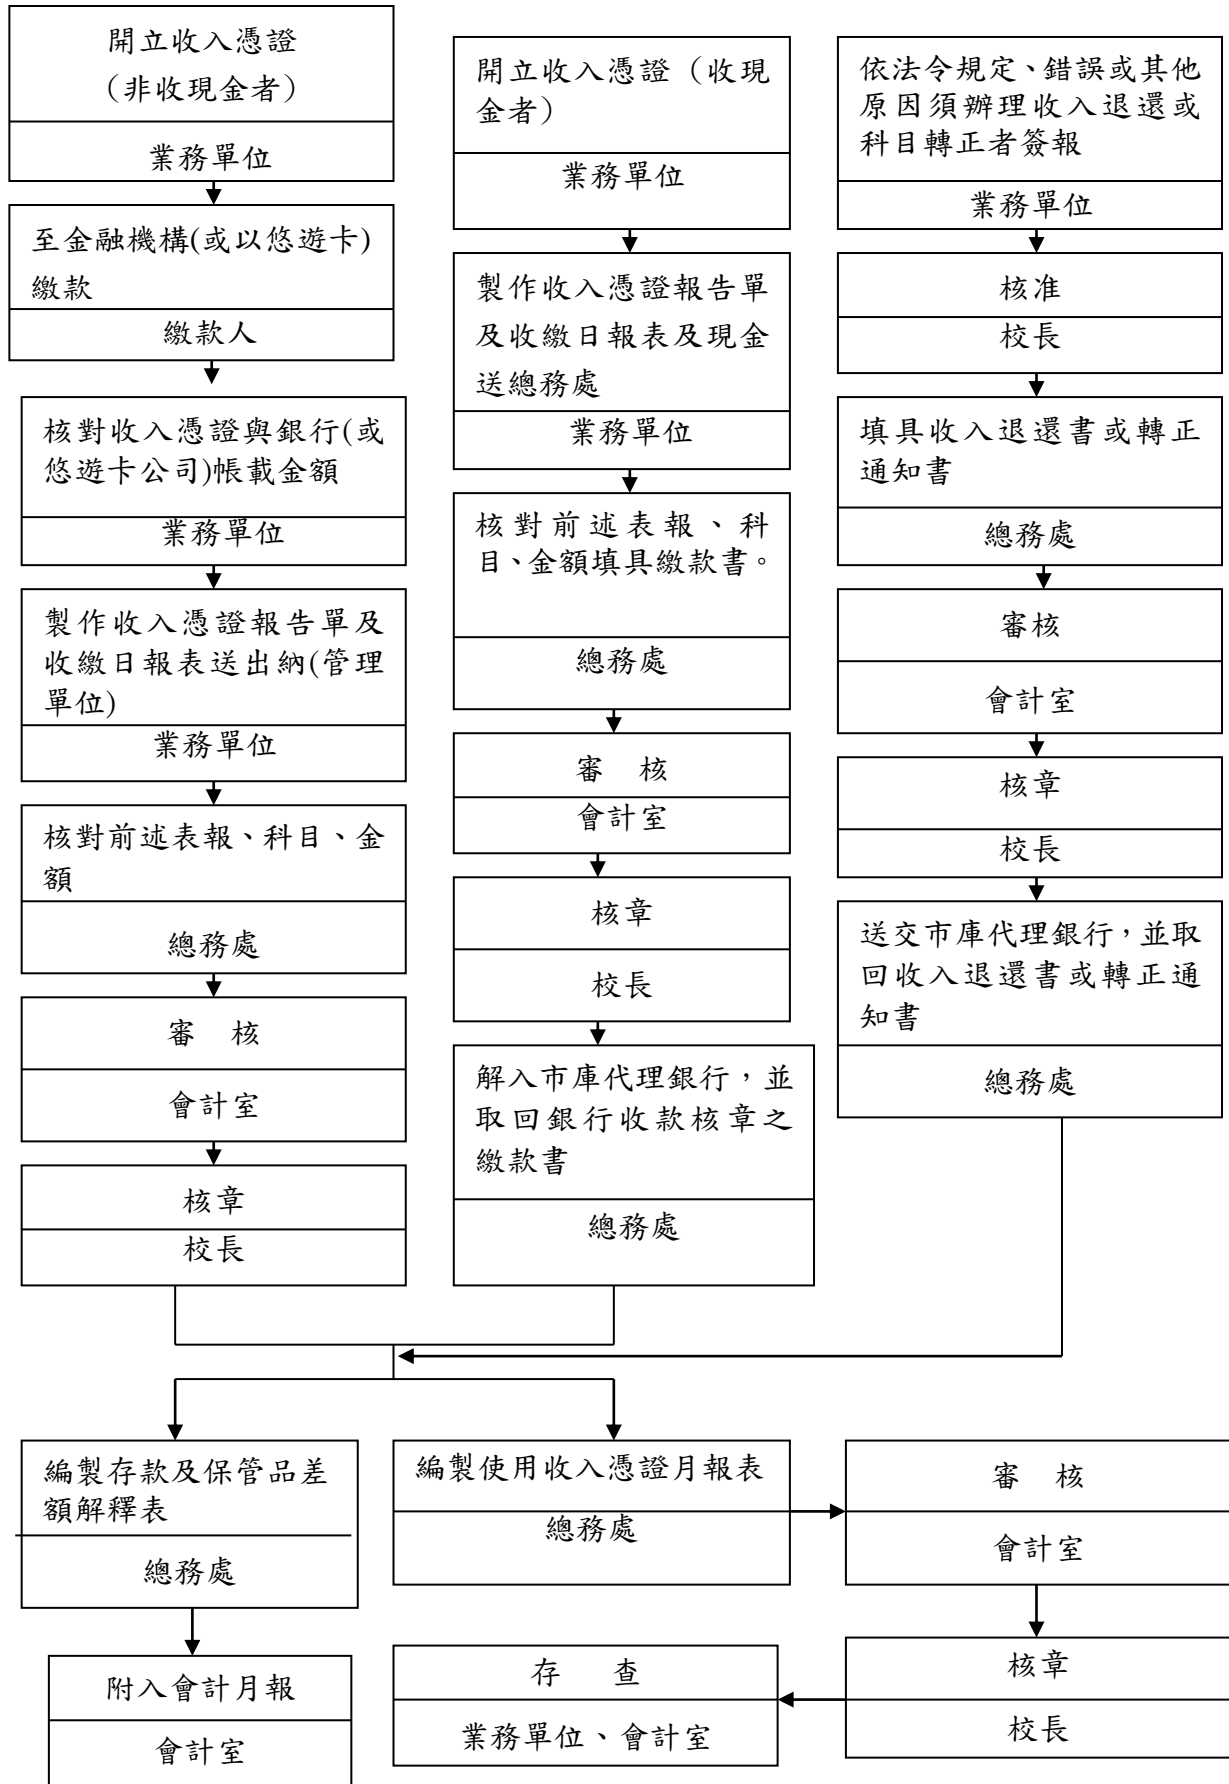 開立收入憑證
（非收現金者）
業務單位
至金融機構(或以悠遊卡)
繳款
繳款人
核對收入憑證與銀行(或
悠遊卡公司)帳載金額
業務單位
製作收入憑證報告單及
收繳日報表送出納(管理
單位)
業務單位
核對前述表報、科目、金
額
總務處
審　核
會計室
核章
校長
開立收入憑證（收現
金者）
業務單位
製作收入憑證報告單
及收繳日報表及現金
送總務處
業務單位
核對前述表報、科
目、金額填具繳款書。
總務處
審　核
會計室
核章
校長
解入市庫代理銀行，並
取回銀行收款核章之
繳款書
總務處
依法令規定、錯誤或其他
原因須辦理收入退還或
科目轉正者簽報
業務單位
核准
校長
填具收入退還書或轉正
通知書
總務處
審核
會計室
核章
校長
送交市庫代理銀行，並取
回收入退還書或轉正通
知書
總務處
編製存款及保管品差
額解釋表
總務處
附入會計月報
會計室
編製使用收入憑證月報表
總務處
審　核
會計室
核章
校長
存　查
業務單位、會計室